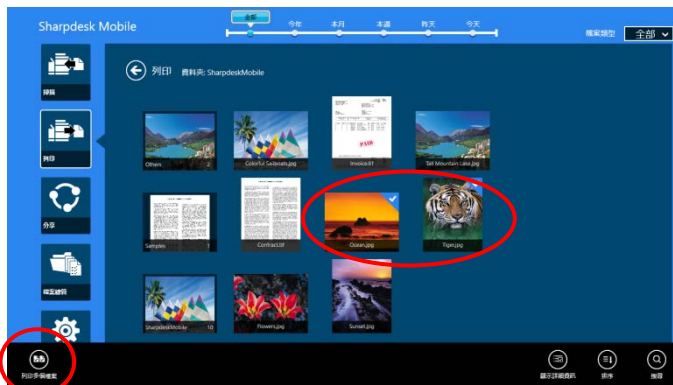 Sharpdesk Mobile
全部
今年
本月
本週
昨天
今天
檔案類型
全部
掃描
列印
資料夾: SharpdeskMobile
Others 2
Colorful Sailboats.jpg
Invoice.tif
Tall Mountain Lake.jpg
列印
分享
Samples 1
Contract.tif
Ocean.jpg
Tiger.jpg
檔案總管
SharpdeskMobile 10
Flowers.jpg
Sunset.jpg
列印多個檔案
顯示詳細資訊
排序
搜尋